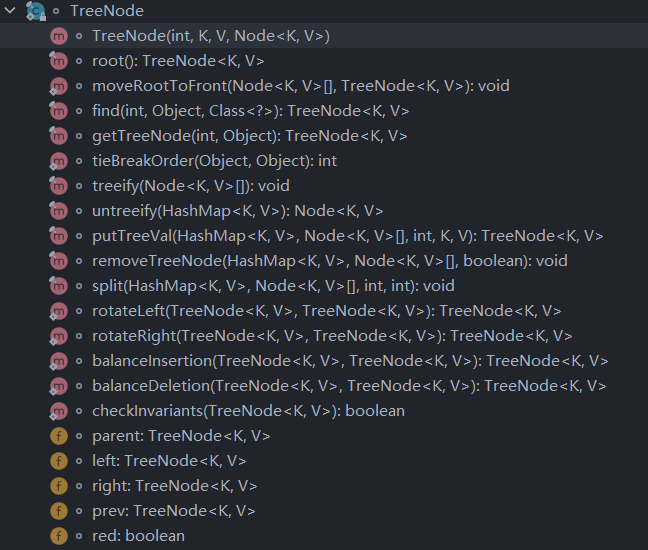 TreeNode
TreeNode(int, K, V, Node<K, V>)
root(): TreeNode<K, V>
moveRootToFront(Node<K, V>[], TreeNode<K, V>): void
find(int, Object, Class<?>): TreeNode<K, V>
getTreeNode(int, Object): TreeNode<K, V>
tieBreakOrder(Object, Object): int
treeify(Node<K, V>[]): void
untreeify(HashMap<K, V>): Node<K, V>
putTreeVal(HashMap<K, V>, Node<K, V>[], int, K, V): TreeNode<K, V>
removeTreeNode(HashMap<K, V>, Node<K, V>[], boolean): void
split(HashMap<K, V>, Node<K, V>[], int, int): void
rotateLeft(TreeNode<K, V>, TreeNode<K, V>): TreeNode<K, V>
rotateRight(TreeNode<K, V>, TreeNode<K, V>): TreeNode<K, V>
balanceInsertion(TreeNode<K, V>, TreeNode<K, V>): TreeNode<K, V>
balanceDeletion(TreeNode<K, V>, TreeNode<K, V>): TreeNode<K, V>
checkInvariants(TreeNode<K, V>): boolean
parent: TreeNode<K, V>
left: TreeNode<K, V>
right: TreeNode<K, V>
prev: TreeNode<K, V>
red: boolean